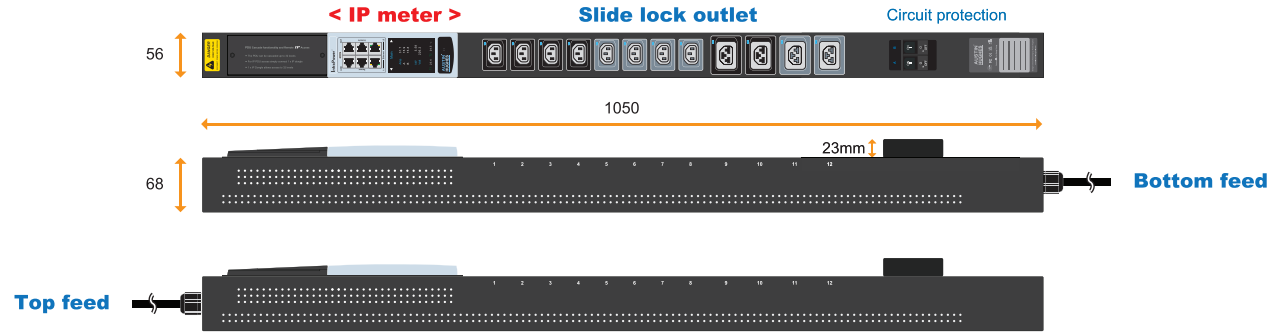 < IP meter >
Slide lock outlet
Circuit protection
56
1050
23mm
68
1 2 3 4 5 6 7 8 9 10 11 12
Bottom feed
1 2 3 4 5 6 7 8 9 10 11 12
Top feed